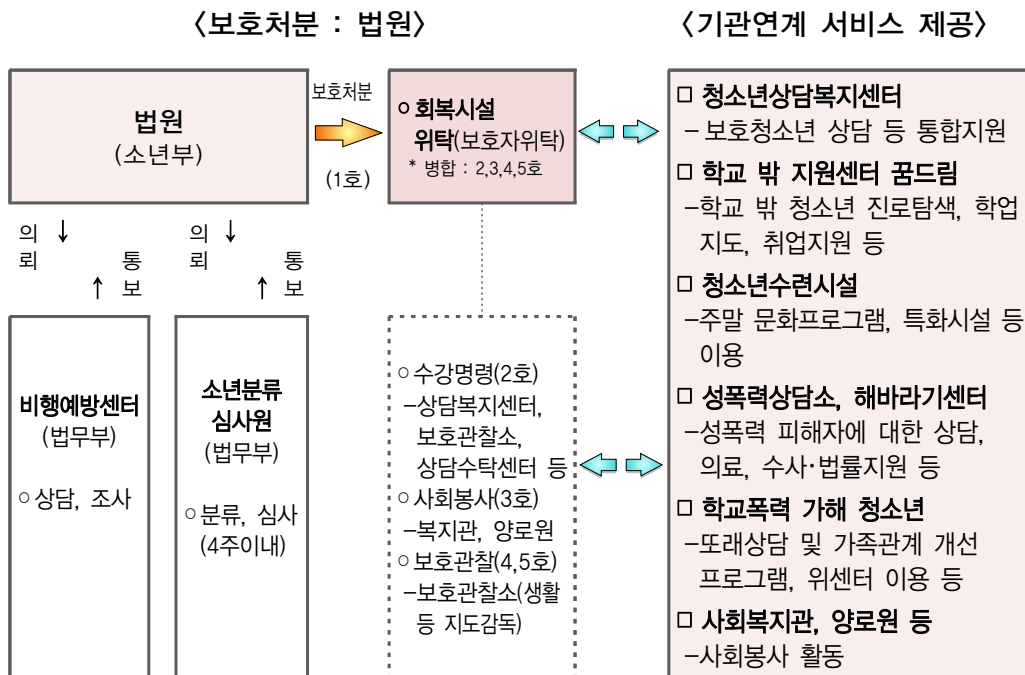 〈보호처분 : 법원〉
〈기관연계 서비스 제공〉
법원
(소년부)
보호처분
(1호)
○ 회복시설
위탁(보호자위탁)
* 병합 : 2,3,4,5호
의뢰 ↓
↑ 통보
의뢰 ↓
↑ 통보
비행예방센터
(법무부)
○ 상담, 조사
소년분류
심사원
(법무부)
○ 분류, 심사
(4주이내)
○ 수강명령(2호)
–상담복지센터,
보호관찰소,
상담수탁센터 등
○ 사회봉사(3호)
–복지관, 양로원
○ 보호관찰(4,5호)
–보호관찰소(생활
등 지도감독)
□ 청소년상담복지센터
– 보호청소년 상담 등 통합지원
□ 학교 밖 지원센터 꿈드림
–학교 밖 청소년 진로탐색, 학업
지도, 취업지원 등
□ 청소년수련시설
–주말 문화프로그램, 특화시설 등
이용
□ 성폭력상담소, 해바라기센터
–성폭력 피해자에 대한 상담,
의료, 수사·법률지원 등
□ 학교폭력 가해 청소년
–또래상담 및 가족관계 개선
프로그램, 위센터 이용 등
□ 사회복지관, 양로원 등
–사회봉사 활동